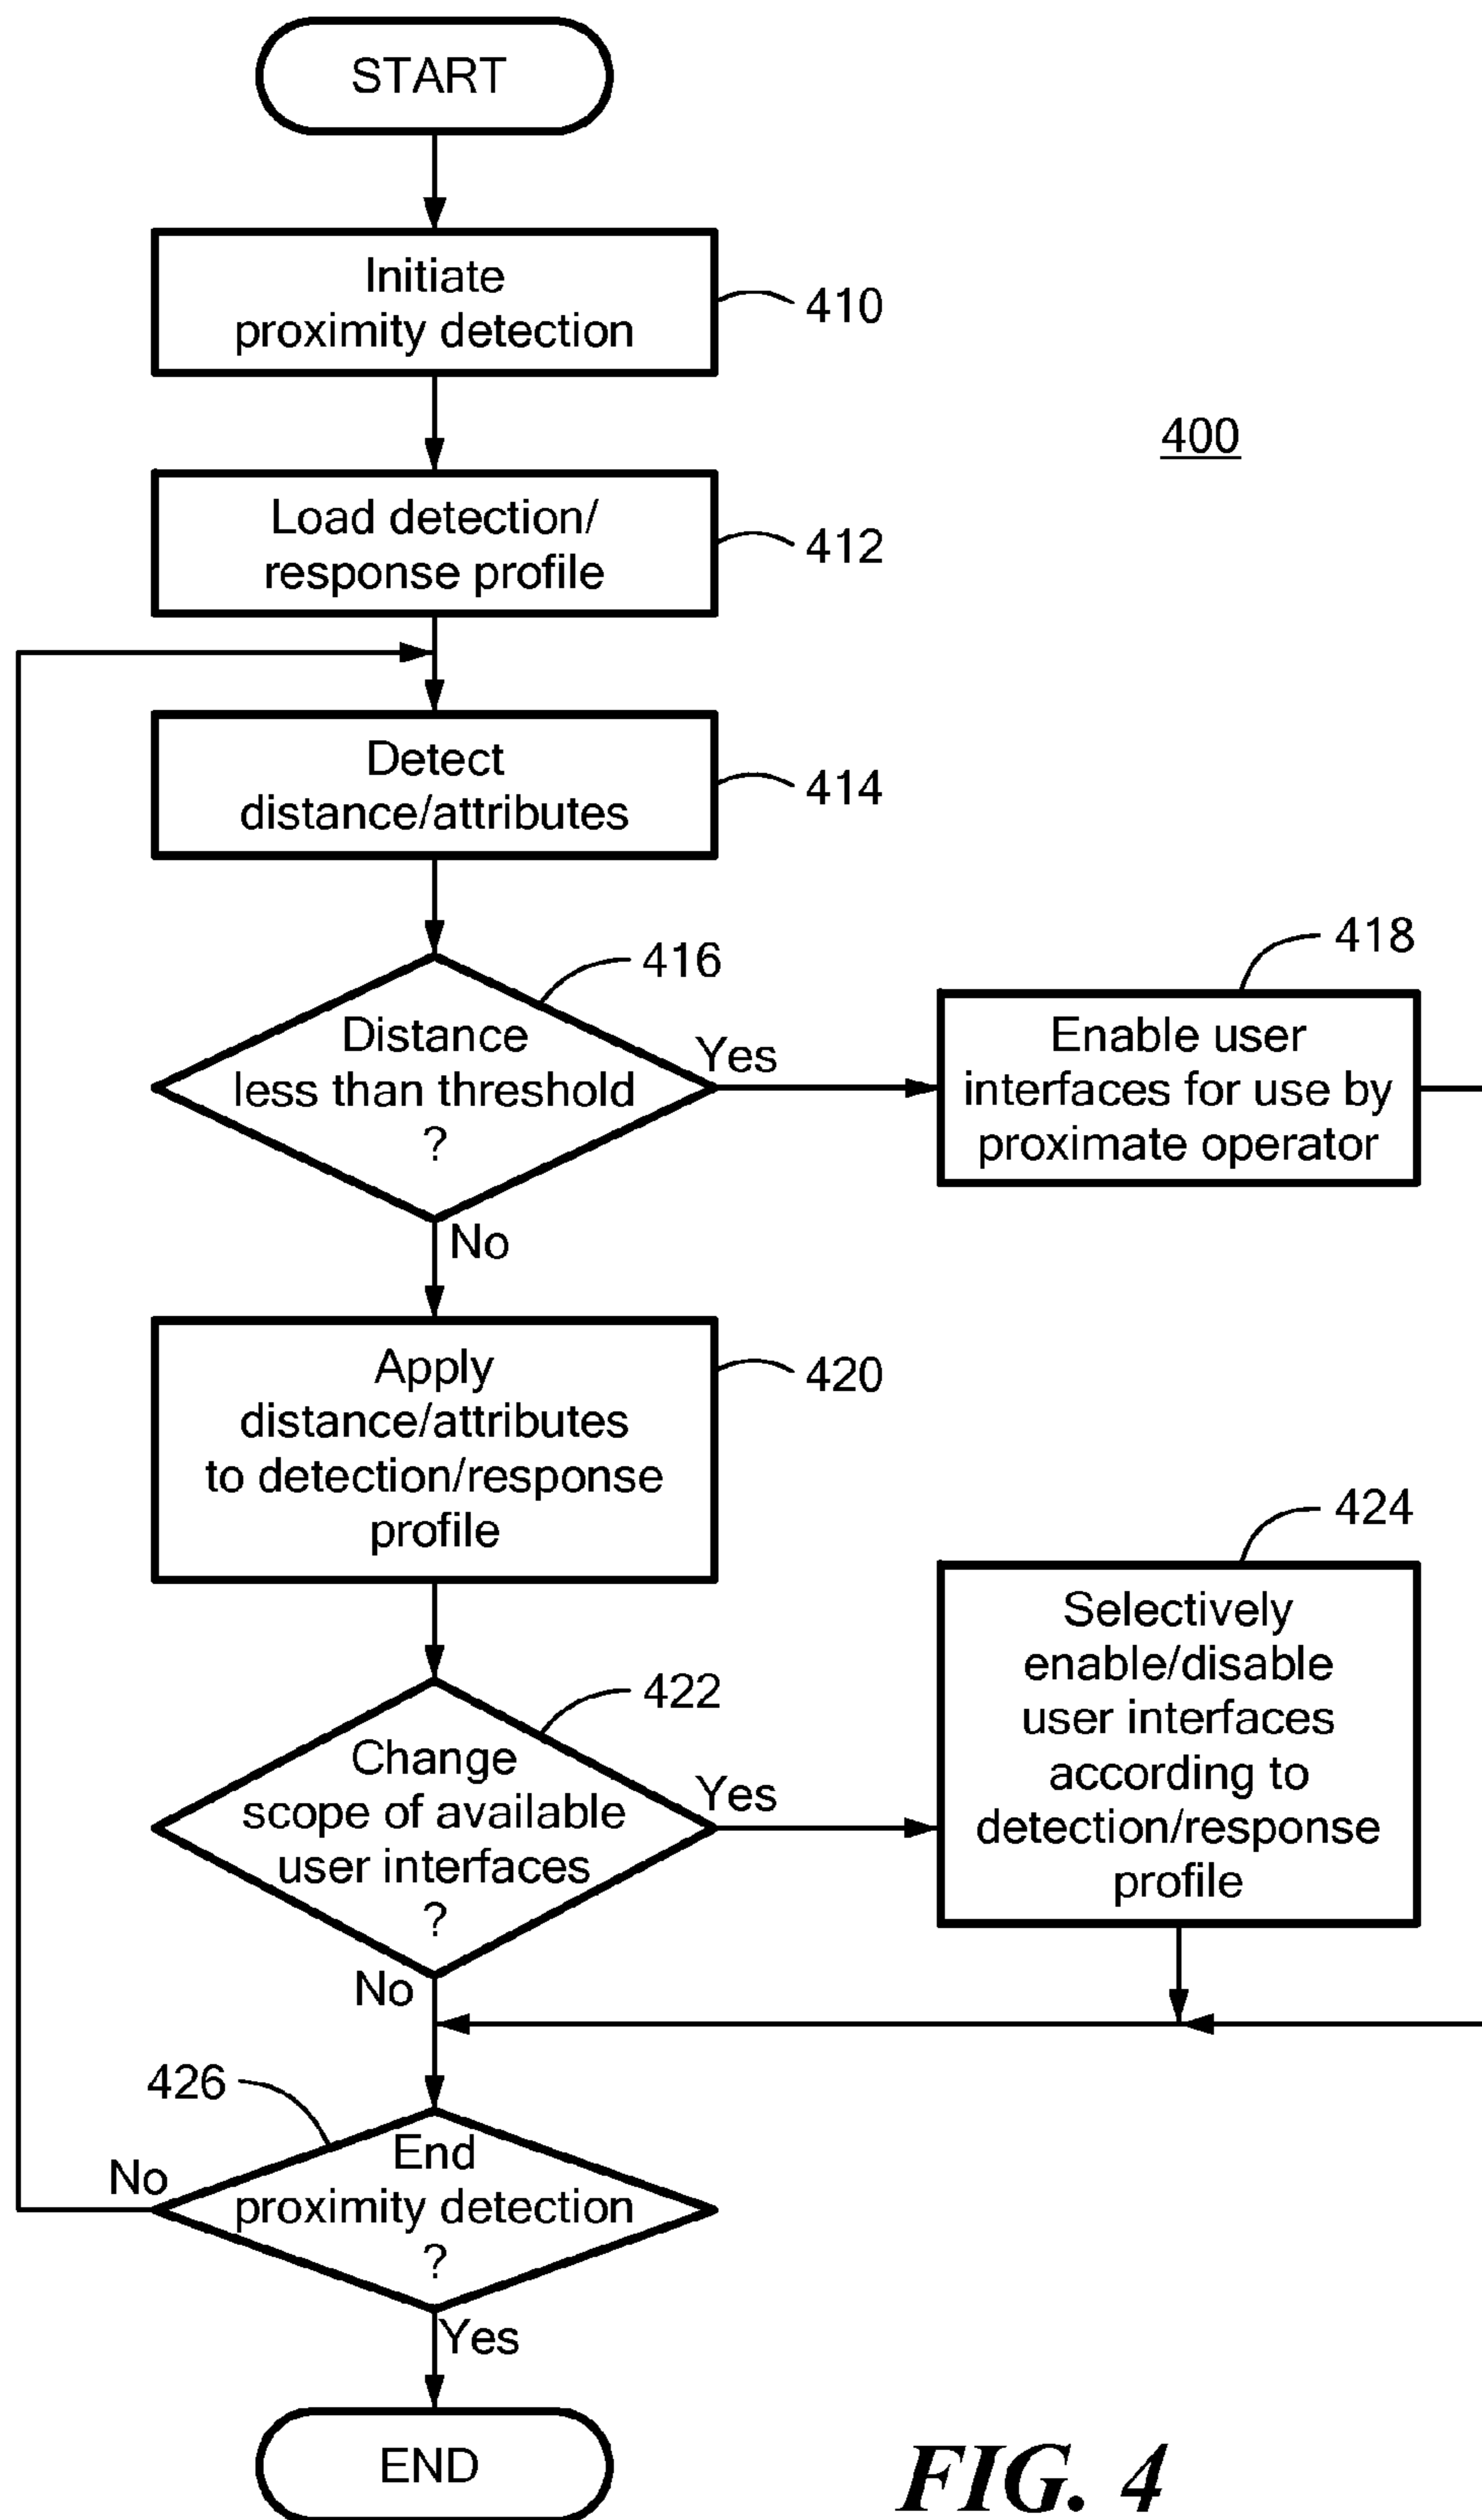 START
Initiate
proximity detection
410
400
Load detection/
response profile
412
Detect
distance/attributes
414
416
Distance
less than threshold
?
Yes
No
418
Enable user
interfaces for use by
proximate operator
Apply
distance/attributes
to detection/response
profile
420
422
Change
scope of available
user interfaces
?
Yes
No
424
Selectively
enable/disable
user interfaces
according to
detection/response
profile
426
End
proximity detection
?
No
Yes
END
FIG. 4